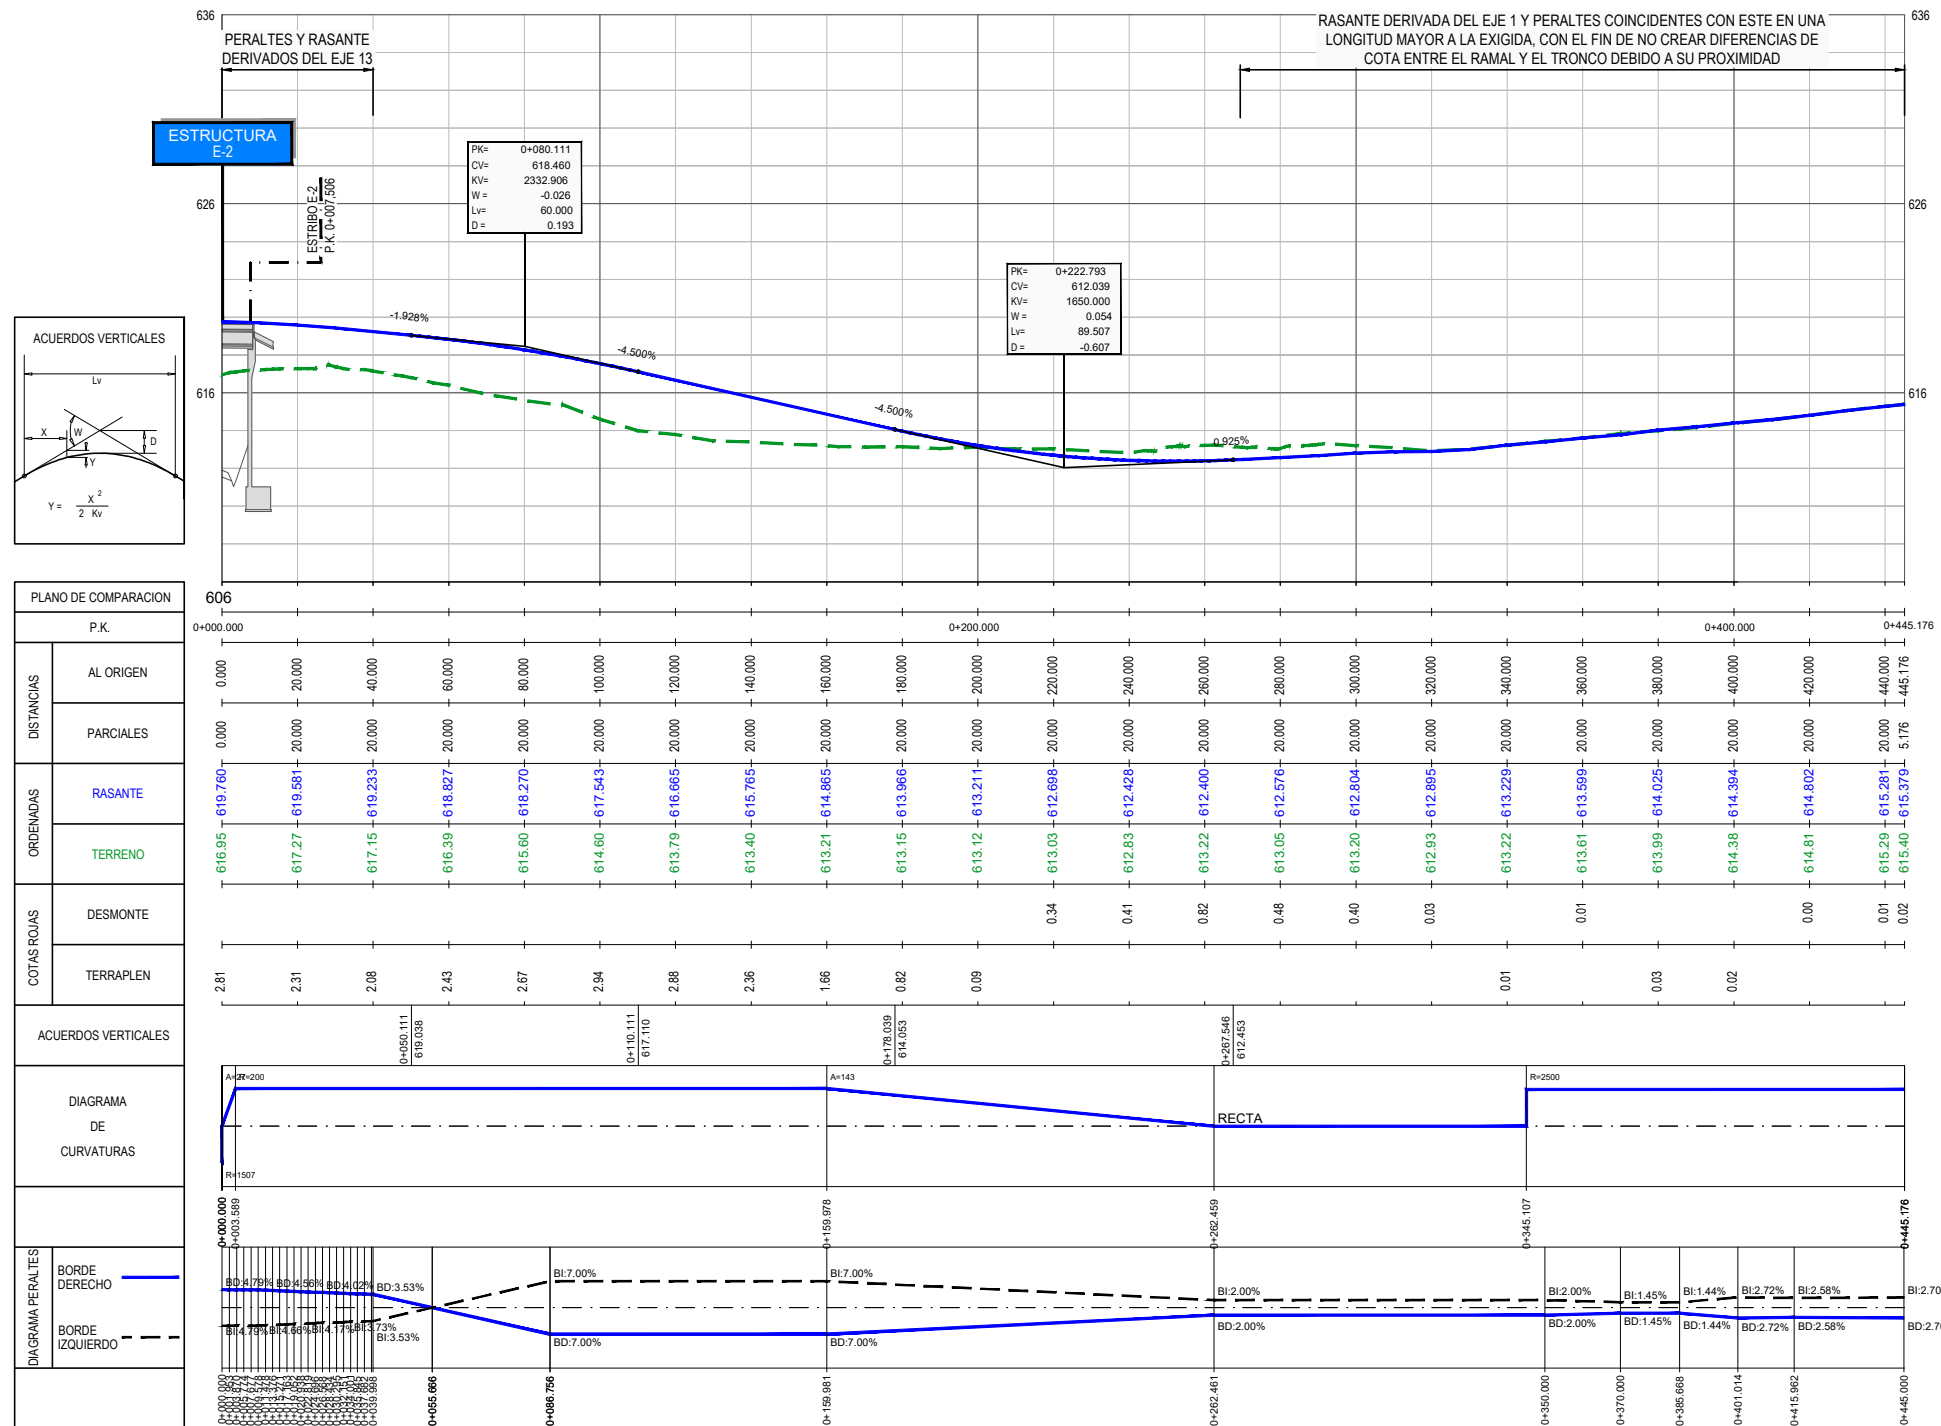 636
636
PERALTES Y RASANTE
DERIVADOS DEL EJE 13
RASANTE DERIVADA DEL EJE 1 Y PERALTES COINCIDENTES CON ESTE EN UNA
LONGITUD MAYOR A LA EXIGIDA, CON EL FIN DE NO CREAR DIFERENCIAS DE
COTA ENTRE EL RAMAL Y EL TRONCO DEBIDO A SU PROXIMIDAD
ESTRUCTURA
E-2
ESTRIBO E-2
P.K. 0+007,506
PK= 0+080.111
CV= 618.460
KV= 2332.906
W = -0.026
Lv= 60.000
D = 0.193
626
626
PK= 0+222.793
CV= 612.039
KV= 1650.000
W = 0.054
Lv= 89.507
D = -0.607
-1.928%
-4.500%
-4.500%
0.925%
616
616
ACUERDOS VERTICALES
Lv
X
W
D
Y
Y = X 2
2 Kv
PLANO DE COMPARACION 606
P.K. 0+000.000 0+200.000 0+400.000 0+445.176
DISTANCIAS
AL ORIGEN 0.000 20.000 40.000 60.000 80.000 100.000 120.000 140.000 160.000 180.000 200.000 220.000 240.000 260.000 280.000 300.000 320.000 340.000 360.000 380.000 400.000 420.000 440.000 445.176
PARCIALES 0.000 20.000 20.000 20.000 20.000 20.000 20.000 20.000 20.000 20.000 20.000 20.000 20.000 20.000 20.000 20.000 20.000 20.000 20.000 20.000 20.000 20.000 20.000 5.176
ORDENADAS
RASANTE 619.760 619.581 619.233 618.827 618.270 617.543 616.665 615.765 614.865 613.966 613.211 612.698 612.428 612.400 612.576 612.804 612.895 613.229 613.599 614.025 614.394 614.802 615.281 615.379
TERRENO 616.95 617.27 617.15 616.39 615.60 614.60 613.79 613.40 613.21 613.15 613.12 613.03 612.83 613.22 613.05 613.20 612.93 613.22 613.61 613.99 614.38 614.81 615.29 615.40
COTAS ROJAS
DESMONTE 0.34 0.41 0.82 0.48 0.40 0.03 0.01 0.00 0.01 0.02
TERRAPLEN 2.81 2.31 2.08 2.43 2.67 2.94 2.88 2.36 1.66 0.82 0.09 0.01 0.03 0.02
ACUERDOS VERTICALES
0+050.111
619.038
0+110.111
617.110
0+178.039
614.053
0+267.546
612.453
DIAGRAMA
DE
CURVATURAS
A=27 R=200 A=143 R=2500
RECTA
R=1507
0+000.000 0+003.589 0+159.978 0+262.459 0+345.107 0+445.176
DIAGRAMA PERALTES
BORDE
DERECHO
BORDE
IZQUIERDO
BD:4.79% BD:4.56% BD:4.02% BD:3.53% BI:7.00% BI:7.00% BI:2.00% BI:2.00% BI:1.45% BI:1.44% BI:2.72% BI:2.58% BI:2.70
BI:4.79% BI:4.66% BI:4.17% BI:3.73% BI:3.53% BD:7.00% BD:7.00% BD:2.00% BD:2.00% BD:1.45% BD:1.44% BD:2.72% BD:2.58%
0+000.000 0+039.998 0+055.666 0+086.756 0+159.981 0+262.461 0+350.000 0+370.000 0+385.668 0+401.014 0+415.962 0+445.000